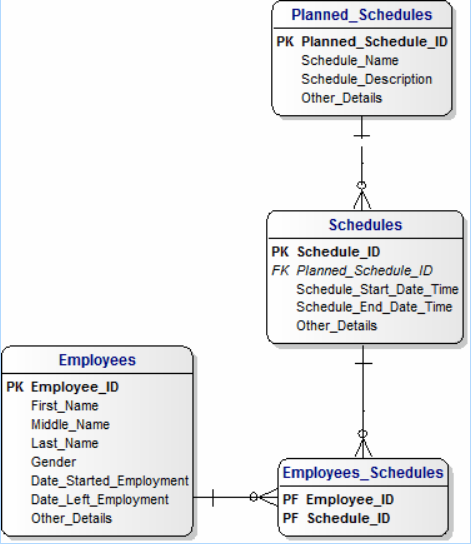 Planned_Schedules
PK Planned_Schedule_ID
Schedule_Name
Schedule_Description
Other_Details
Schedules
PK Schedule_ID
FK Planned_Schedule_ID
Schedule_Start_Date_Time
Schedule_End_Date_Time
Other_Details
Employees
PK Employee_ID
First_Name
Middle_Name
Last_Name
Gender
Date_Started_Employment
Date_Left_Employment
Other_Details
Employees_Schedules
PF Employee_ID
PF Schedule_ID